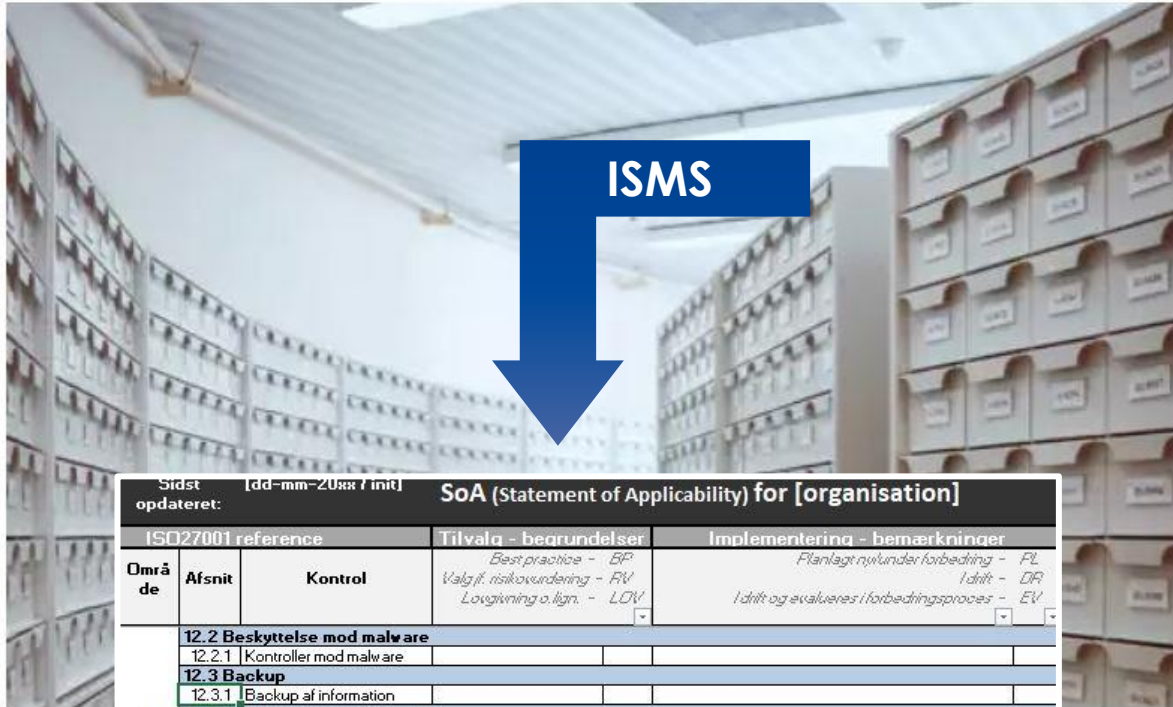 ISMS
Sidst opdateret: [dd-mm-20xx / init] SoA (Statement of Applicability) for [organisation]
ISO27001 reference Tilvalg - begrundelser Implementering - bemærkninger
Område Afsnit Kontrol
Best practice - BP
Valg jf. risikovurdering - RV
Lovgivning o.lign. - LOV
Planlagt ny/under forbedring - PL
I drift - DR
I drift og evalueres i forbedringsproces - EV
12.2 Beskyttelse mod malware
12.2.1 Kontroller mod malware
12.3 Backup
12.3.1 Backup af information